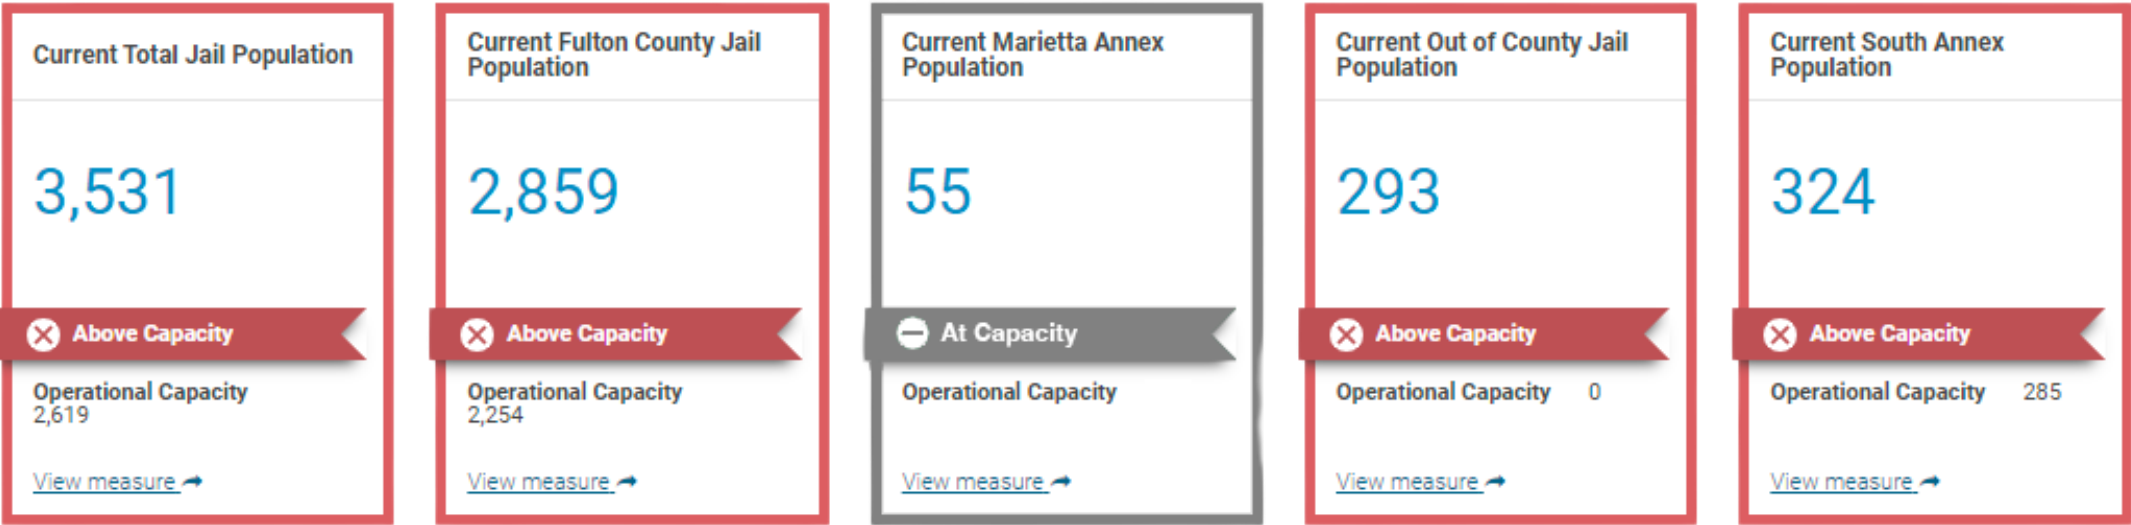 Current Total Jail Population
3,531
Above Capacity
Operational Capacity
2,619
View measure
Current Fulton County Jail
Population
2,859
Above Capacity
Operational Capacity
2,254
View measure
Current Marietta Annex
Population
55
At Capacity
Operational Capacity
View measure
Current Out of County Jail
Population
293
Above Capacity
Operational Capacity 0
View measure
Current South Annex
Population
324
Above Capacity
Operational Capacity 285
View measure